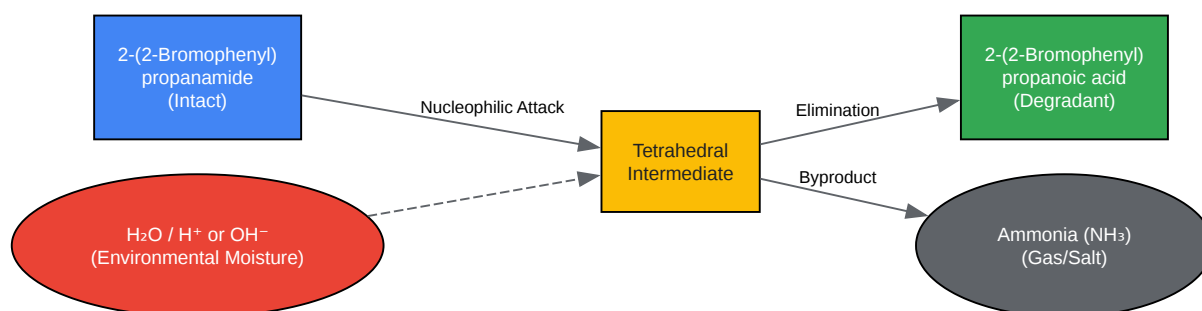 2-(2-Bromophenyl)
propanamide
(Intact)
Nucleophilic Attack
H₂O / H⁺ or OH⁻
(Environmental Moisture)
Tetrahedral
Intermediate
Elimination
Byproduct
2-(2-Bromophenyl)
propanoic acid
(Degradant)
Ammonia (NH₃)
(Gas/Salt)